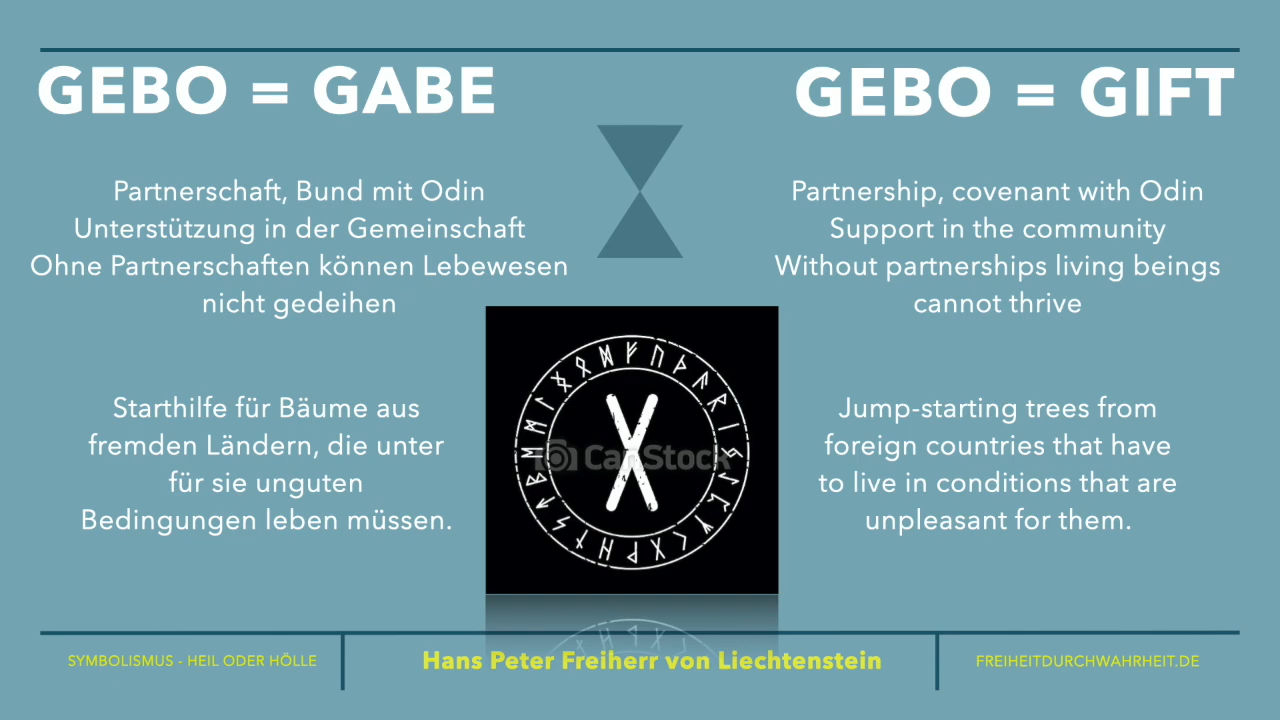 GEBO = GABE
Partnerschaft, Bund mit Odin
Unterstützung in der Gemeinschaft
Ohne Partnerschaften können Lebewesen
nicht gedeihen
Starthilfe für Bäume aus
fremden Ländern, die unter
für sie unguten
Bedingungen leben müssen.
GEBO = GIFT
Partnership, covenant with Odin
Support in the community
Without partnerships living beings
cannot thrive
Jump-starting trees from
foreign countries that have
to live in conditions that are
unpleasant for them.
CanStock
SYMBOLISMUS - HEIL ODER HÖLLE
Hans Peter Freiherr von Liechtenstein
FREIHEITDURCHWAHRHEIT.DE